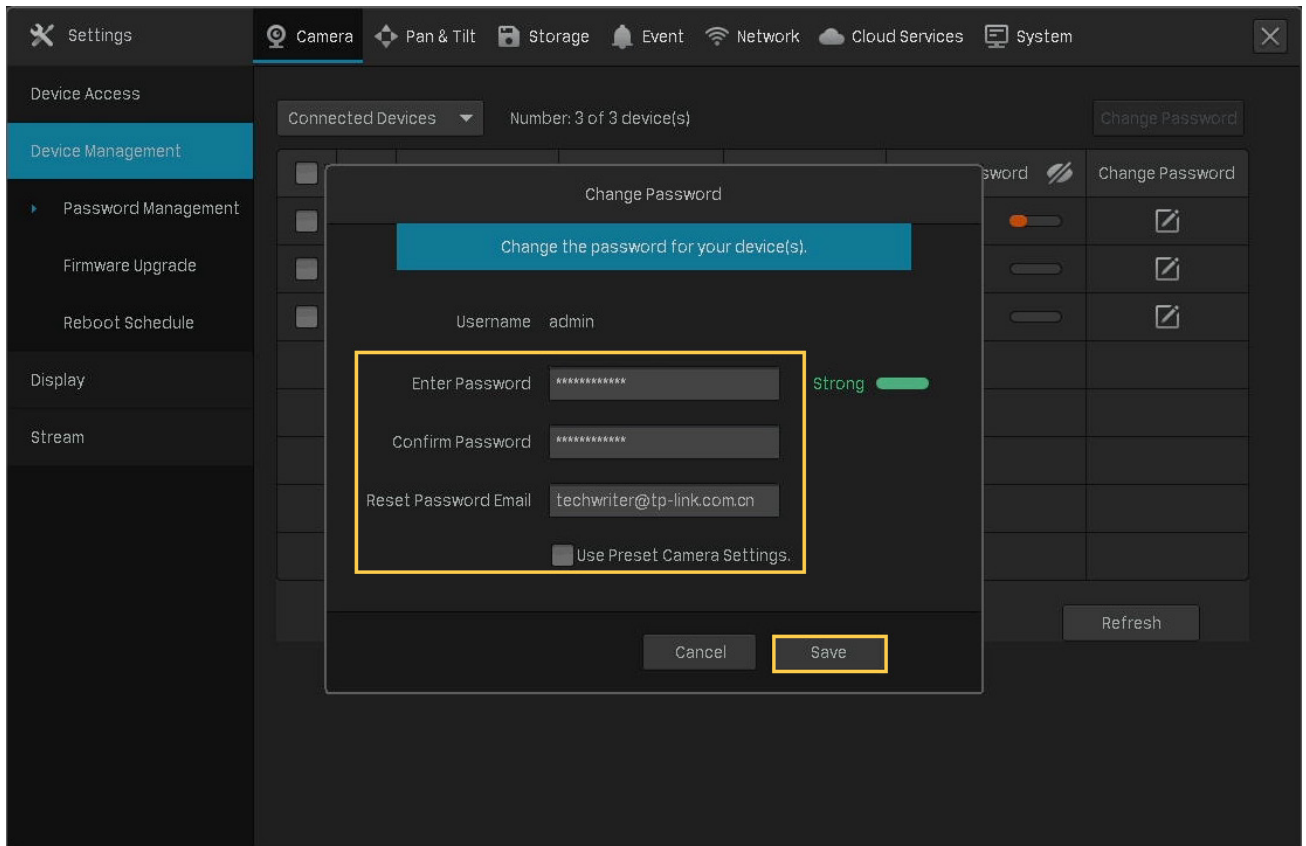 Settings
Camera
Pan & Tilt
Storage
Event
Network
Cloud Services
System
Device Access
Device Management
Password Management
Firmware Upgrade
Reboot Schedule
Display
Stream
Connected Devices
Number: 3 of 3 device(s)
Change Password
Change Password
Change Password
Change the password for your device(s).
Username admin
Enter Password ************
Strong
Confirm Password ************
Reset Password Email techwriter@tp-link.com.cn
Use Preset Camera Settings.
Cancel
Save
Refresh